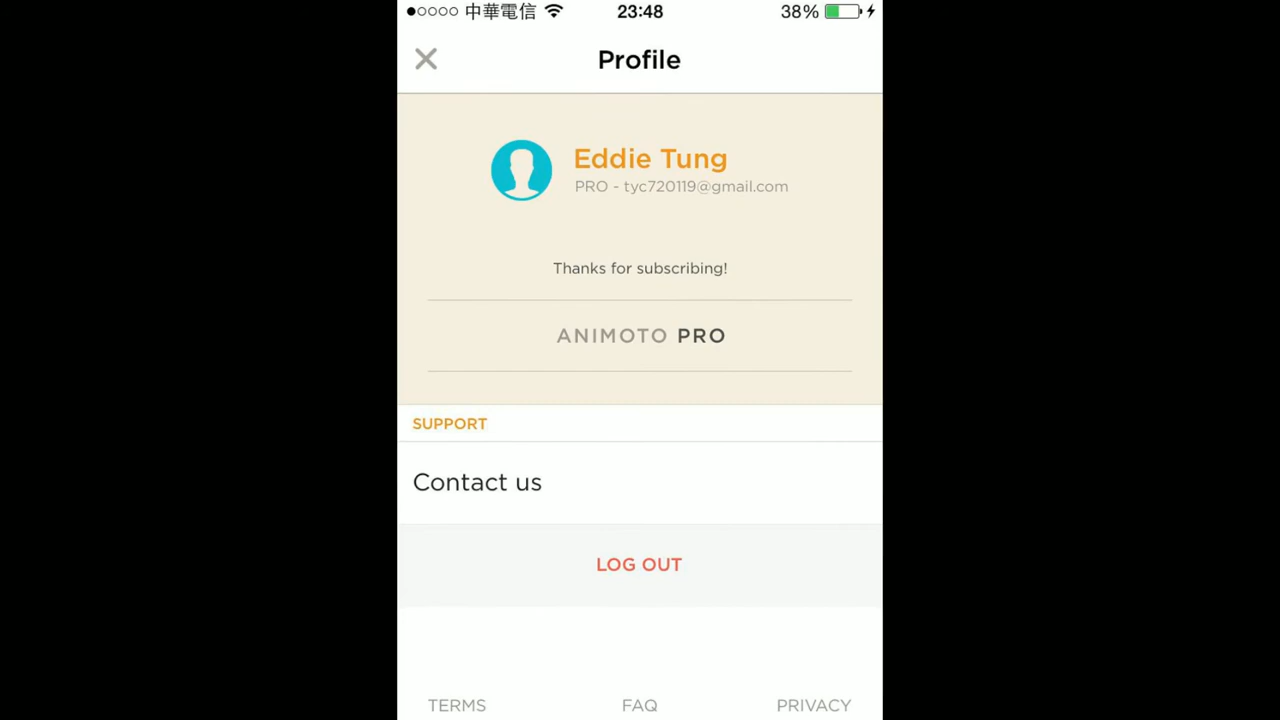 中華電信 23:48 38%
Profile
Eddie Tung
PRO - tyc720119@gmail.com
Thanks for subscribing!
ANIMOTO PRO
SUPPORT
Contact us
LOG OUT
TERMS FAQ PRIVACY